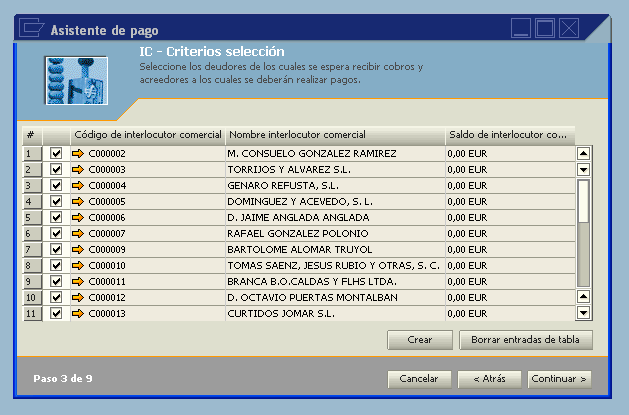 Asistente de pago
IC - Criterios selección
Seleccione los deudores de los cuales se espera recibir cobros y
acreedores a los cuales se deberán realizar pagos.
# Código de interlocutor comercial Nombre interlocutor comercial Saldo de interlocutor co...
1 C000002 M. CONSUELO GONZALEZ RAMIREZ 0,00 EUR
2 C000003 TORRIJOS Y ALVAREZ S.L. 0,00 EUR
3 C000004 GENARO REFUSTA, S.L. 0,00 EUR
4 C000005 DOMINGUEZ Y ACEVEDO, S. L. 0,00 EUR
5 C000006 D. JAIME ANGLADA ANGLADA 0,00 EUR
6 C000007 RAFAEL GONZALEZ POLONIO 0,00 EUR
7 C000009 BARTOLOME ALOMAR TRUYOL 0,00 EUR
8 C000010 TOMAS SAENZ, JESUS RUBIO Y OTRAS, S. C. 0,00 EUR
9 C000011 BRANCA B.O.CALDAS Y FLHS LTDA. 0,00 EUR
10 C000012 D. OCTAVIO PUERTAS MONTALBAN 0,00 EUR
11 C000013 CURTIDOS JOMAR S.L. 0,00 EUR
Crear Borrar entradas de tabla
Paso 3 de 9 Cancelar < Atrás Continuar >